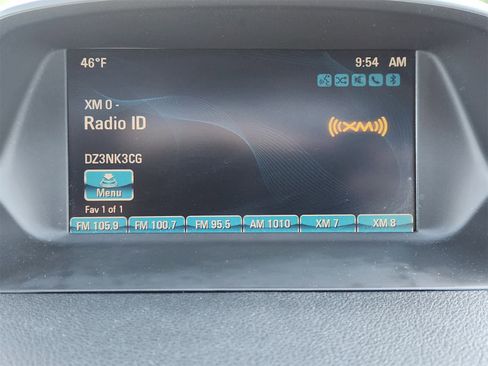 46°F 9:54 AM
XM 0 -
Radio ID
((XM))
DZ3NK3CG
Menu
Fav 1 of 1
FM 105.9 FM 100.7 FM 95.5 AM 1010 XM 7 XM 8